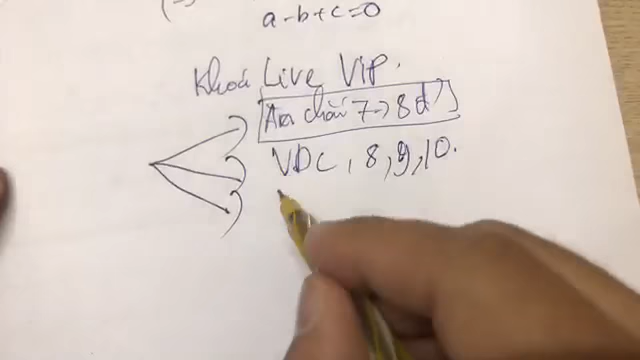 a-b+c=0
Khoá Live VIP.
Ăn chắc 7→8đ
VDC, 8,9,10.